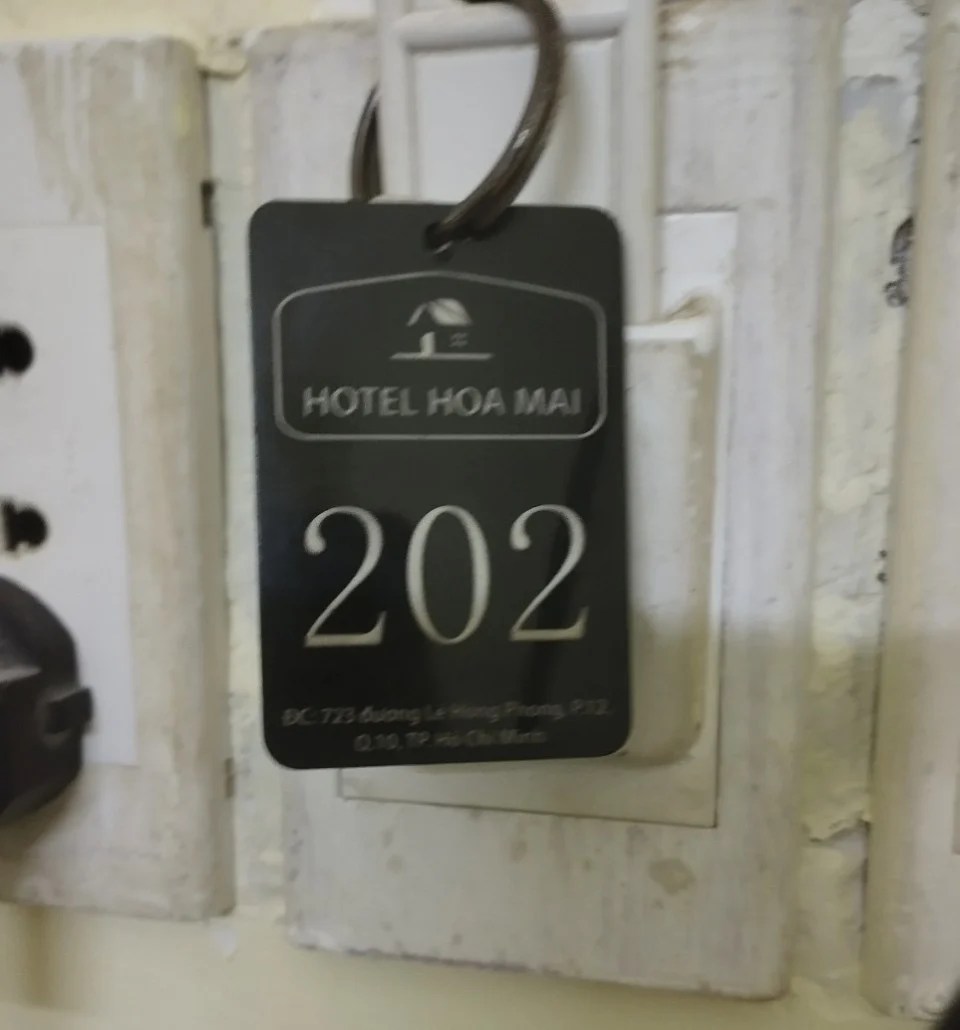 HOTEL HOA MAI
202
ĐC: 723 đường Lê Hồng Phong, P.12,
Q.10, TP. Hồ Chí Minh